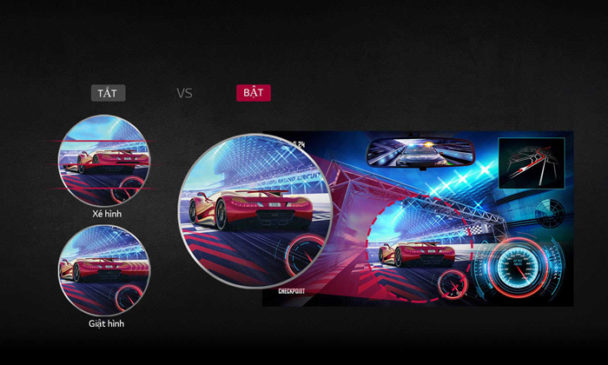 TẮT
VS
BẬT
Xé hình
Giật hình
CHECKPOINT